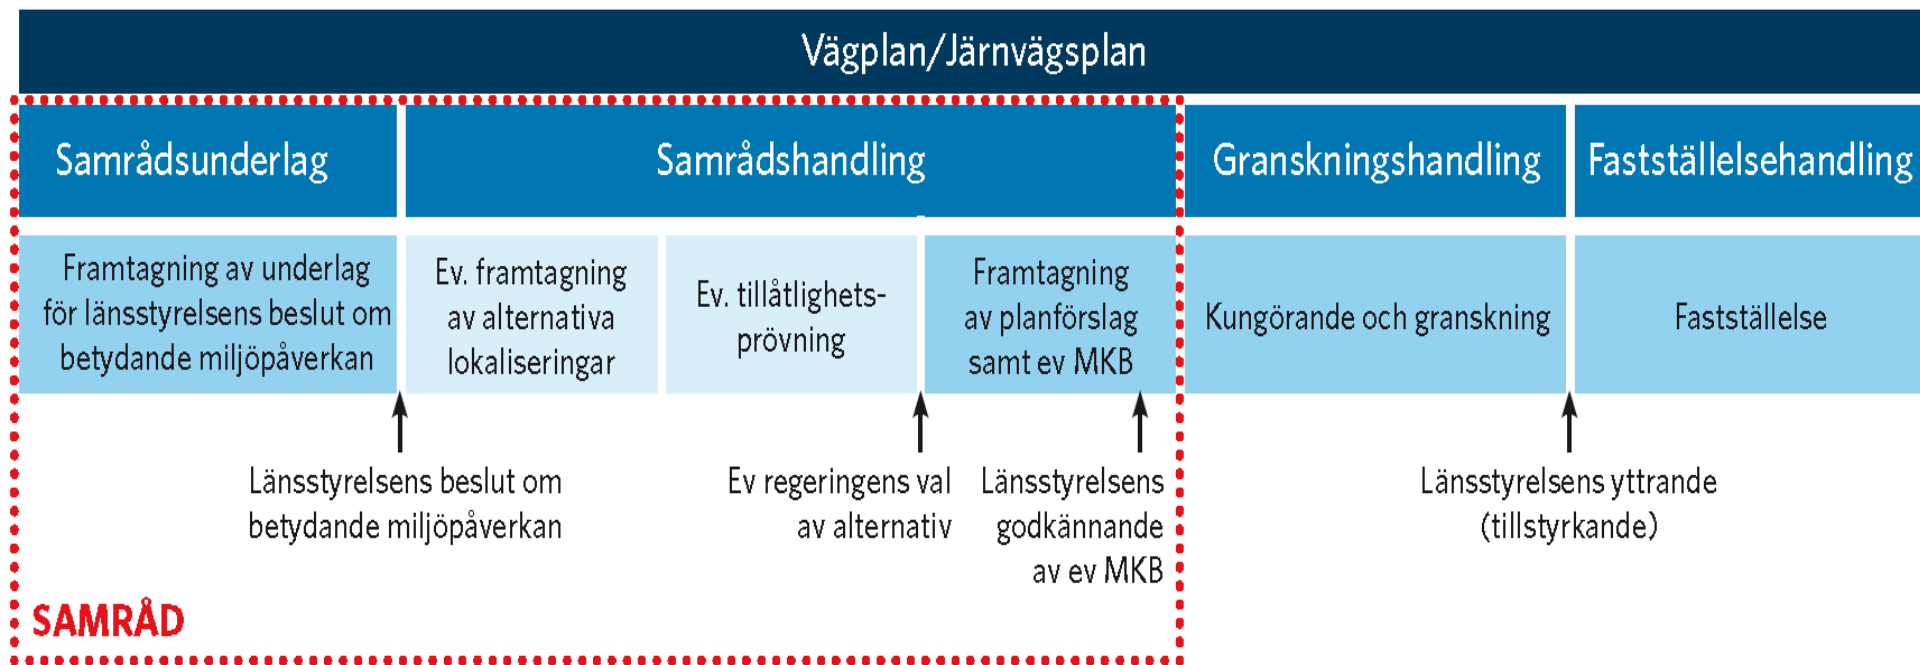 Vägplan/Järnvägsplan
Samrådsunderlag
Samrådshandling
Granskningshandling
Fastställelsehandling
Framtagning av underlag
för länsstyrelsens beslut om
betydande miljöpåverkan
Ev. framtagning
av alternativa
lokaliseringar
Ev. tillåtlighets-
prövning
Framtagning
av planförslag
samt ev MKB
Kungörande och granskning
Fastställelse
Länsstyrelsens beslut om
betydande miljöpåverkan
Ev regeringens val
av alternativ
Länsstyrelsens
godkännande
av ev MKB
Länsstyrelsens yttrande
(tillstyrkande)
SAMRÅD